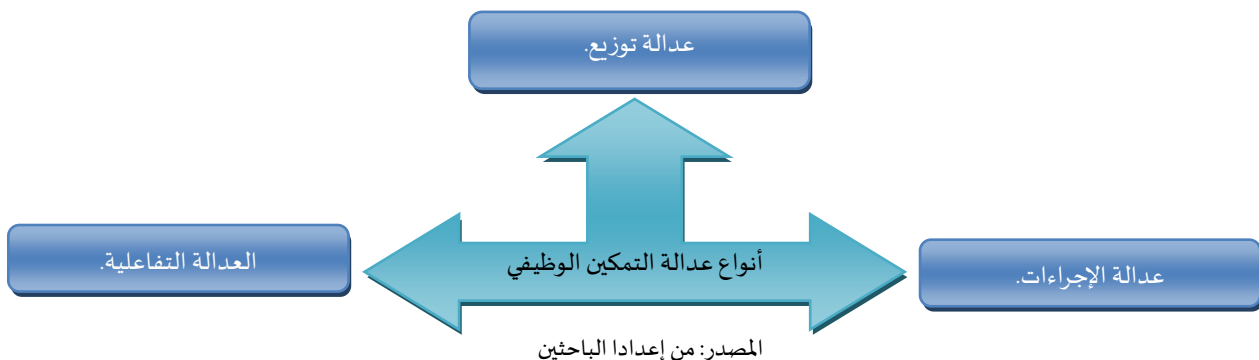 عدالة توزيع.
العدالة التفاعلية.
أنواع عدالة التمكين الوظيفي
عدالة الإجراءات.
المصدر: من إعدادا الباحثين